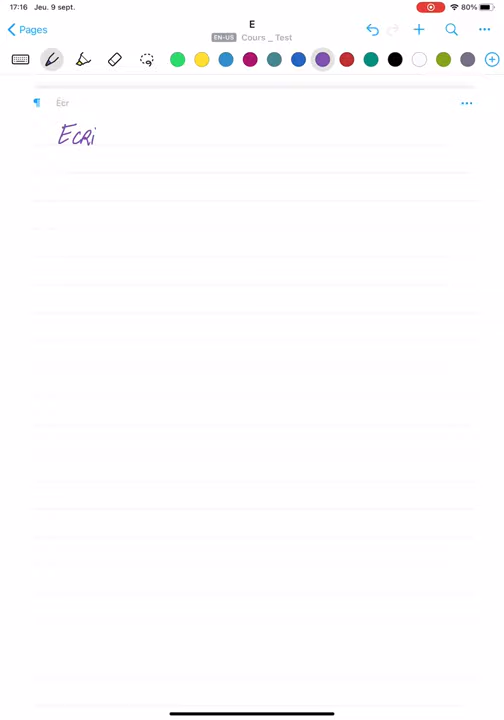 17:16 Jeu. 9 sept. 80%
Pages
E
EN-US Cours _ Test
¶ Ecr
Ecri